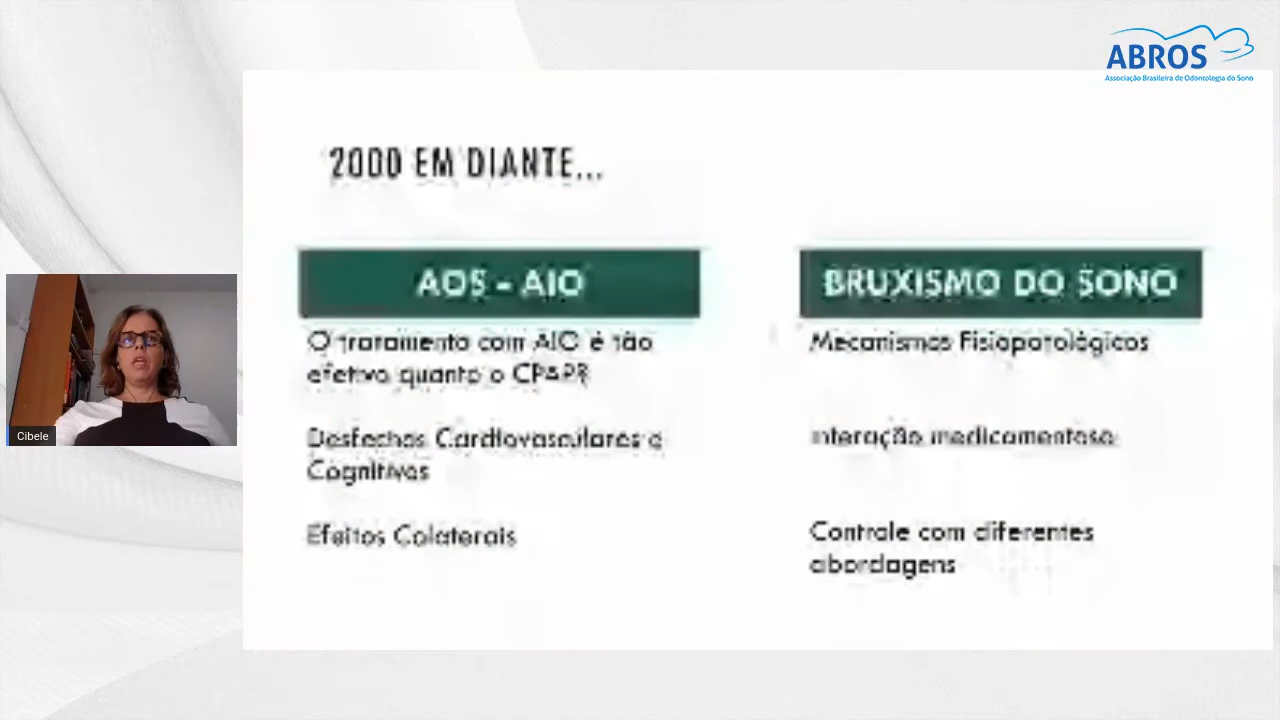 ABROS
Associação Brasileira de Odontologia do Sono
2000 EM DIANTE...
AOS - AIO
O tratamento com AIO é tão
efetivo quanto o CPAP?
Desfechos Cardiovasculares e
Cognitivos
Efeitos Colaterais
BRUXISMO DO SONO
Mecanismos Fisiopatológicos
Interação medicamentosa
Controle com diferentes
abordagens
Cibele